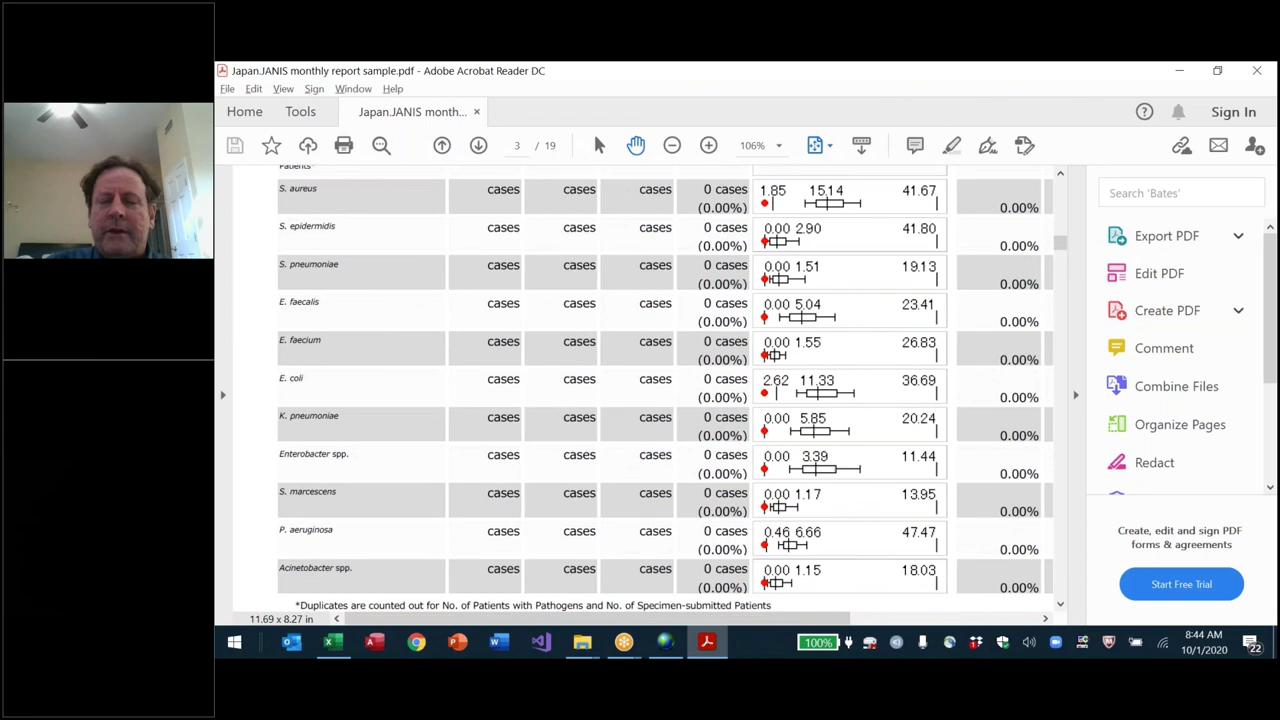 Japan.JANIS monthly report sample.pdf - Adobe Acrobat Reader DC
File Edit View Sign Window Help
Home Tools Japan.JANIS month... × Sign In
3 / 19 106%
Patients*
S. aureus cases cases cases 0 cases (0.00%) 1.85 15.14 41.67 0.00%
S. epidermidis cases cases cases 0 cases (0.00%) 0.00 2.90 41.80 0.00%
S. pneumoniae cases cases cases 0 cases (0.00%) 0.00 1.51 19.13 0.00%
E. faecalis cases cases cases 0 cases (0.00%) 0.00 5.04 23.41 0.00%
E. faecium cases cases cases 0 cases (0.00%) 0.00 1.55 26.83 0.00%
E. coli cases cases cases 0 cases (0.00%) 2.62 11.33 36.69 0.00%
K. pneumoniae cases cases cases 0 cases (0.00%) 0.00 5.85 20.24 0.00%
Enterobacter spp. cases cases cases 0 cases (0.00%) 0.00 3.39 11.44 0.00%
S. marcescens cases cases cases 0 cases (0.00%) 0.00 1.17 13.95 0.00%
P. aeruginosa cases cases cases 0 cases (0.00%) 0.46 6.66 47.47 0.00%
Acinetobacter spp. cases cases cases 0 cases (0.00%) 0.00 1.15 18.03 0.00%
*Duplicates are counted out for No. of Patients with Pathogens and No. of Specimen-submitted Patients
11.69 x 8.27 in
Search 'Bates'
Export PDF
Edit PDF
Create PDF
Comment
Combine Files
Organize Pages
Redact
Create, edit and sign PDF
forms & agreements
Start Free Trial
100%
8:44 AM
10/1/2020
22